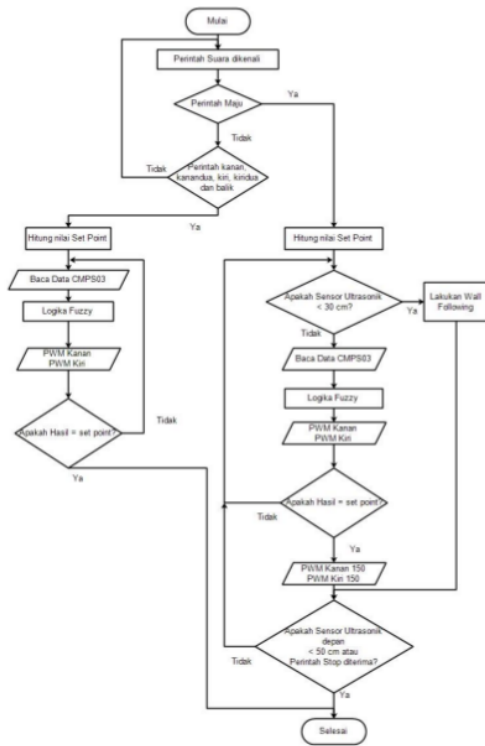 Mulai
Perintah Suara dikenali
Perintah Maju
Ya
Tidak
Perintah kanan,
kanandua, kiri, kiridua
dan balik
Tidak
Ya
Hitung nilai Set Point
Baca Data CMPS03
Logika Fuzzy
PWM Kanan
PWM Kiri
Apakah Hasil = set point?
Tidak
Ya
Hitung nilai Set Point
Apakah Sensor Ultrasonik
< 30 cm?
Ya
Lakukan Wall
Following
Tidak
Baca Data CMPS03
Logika Fuzzy
PWM Kanan
PWM Kiri
Apakah Hasil = set point?
Tidak
Ya
PWM Kanan 150
PWM Kiri 150
Apakah Sensor Ultrasonik
depan
< 50 cm atau
Perintah Stop diterima?
Tidak
Ya
Selesai